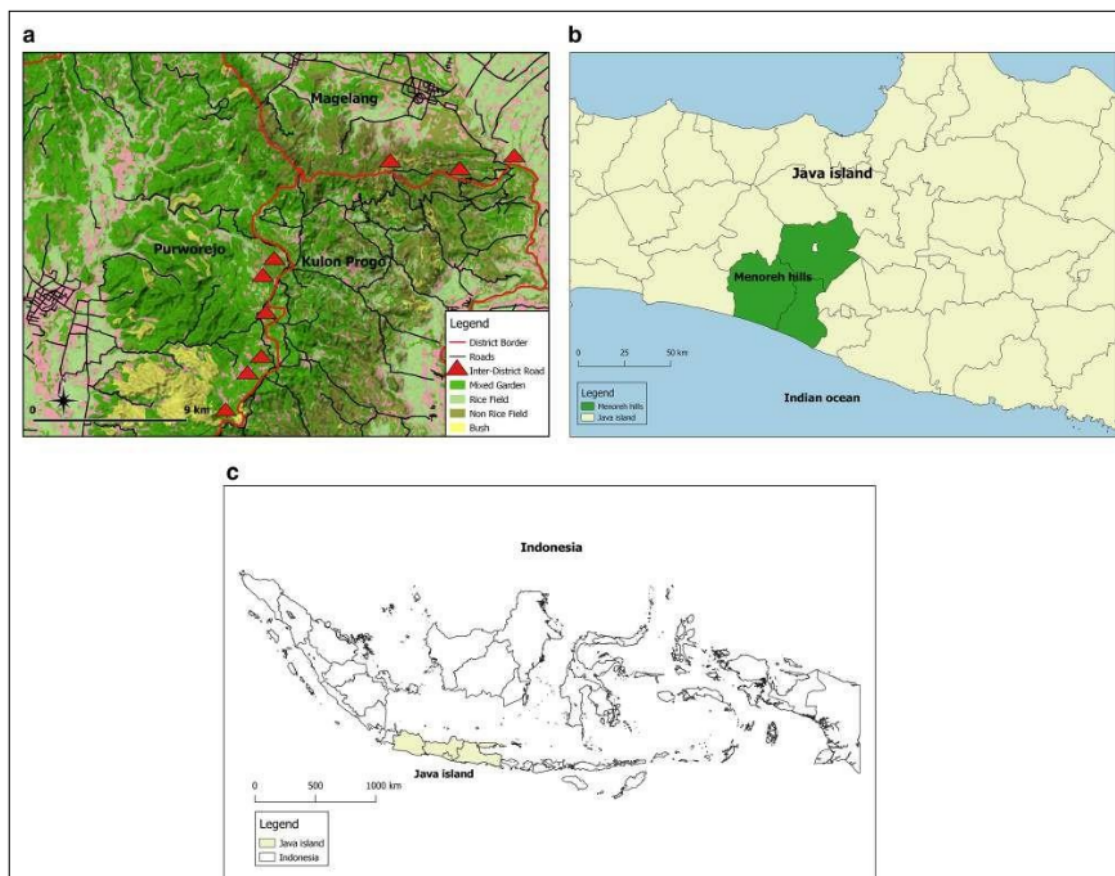 a
Magelang
Purworejo
Kulon Progo
Legend
District Border
Roads
Inter-District Road
Mixed Garden
Rice Field
Non Rice Field
Bush
0 9 km
b
Java island
Menoreh hills
0 25 50 km
Indian ocean
Legend
Menoreh hills
Java island
c
Indonesia
Java island
0 500 1000 km
Legend
Java island
Indonesia